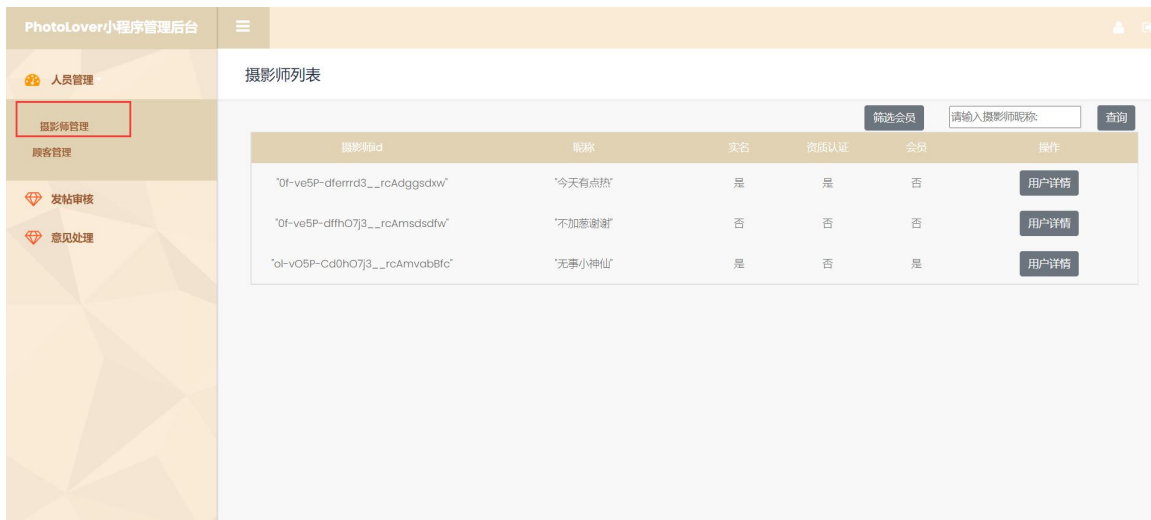 PhotoLover小程序管理后台
人员管理
摄影师管理
顾客管理
发帖审核
意见处理
摄影师列表
筛选会员 请输入摄影师昵称: 查询
摄影师id 昵称 实名 资质认证 会员 操作
"0f-ve5P-dferrrd3__rcAdggsdxw" "今天有点热" 是 是 否 用户详情
"0f-ve5P-dffhO7j3__rcAmsdsdfw" "不加葱谢谢" 否 否 否 用户详情
"ol-vO5P-Cd0hO7j3__rcAmvabBfc" "无事小神仙" 是 否 是 用户详情